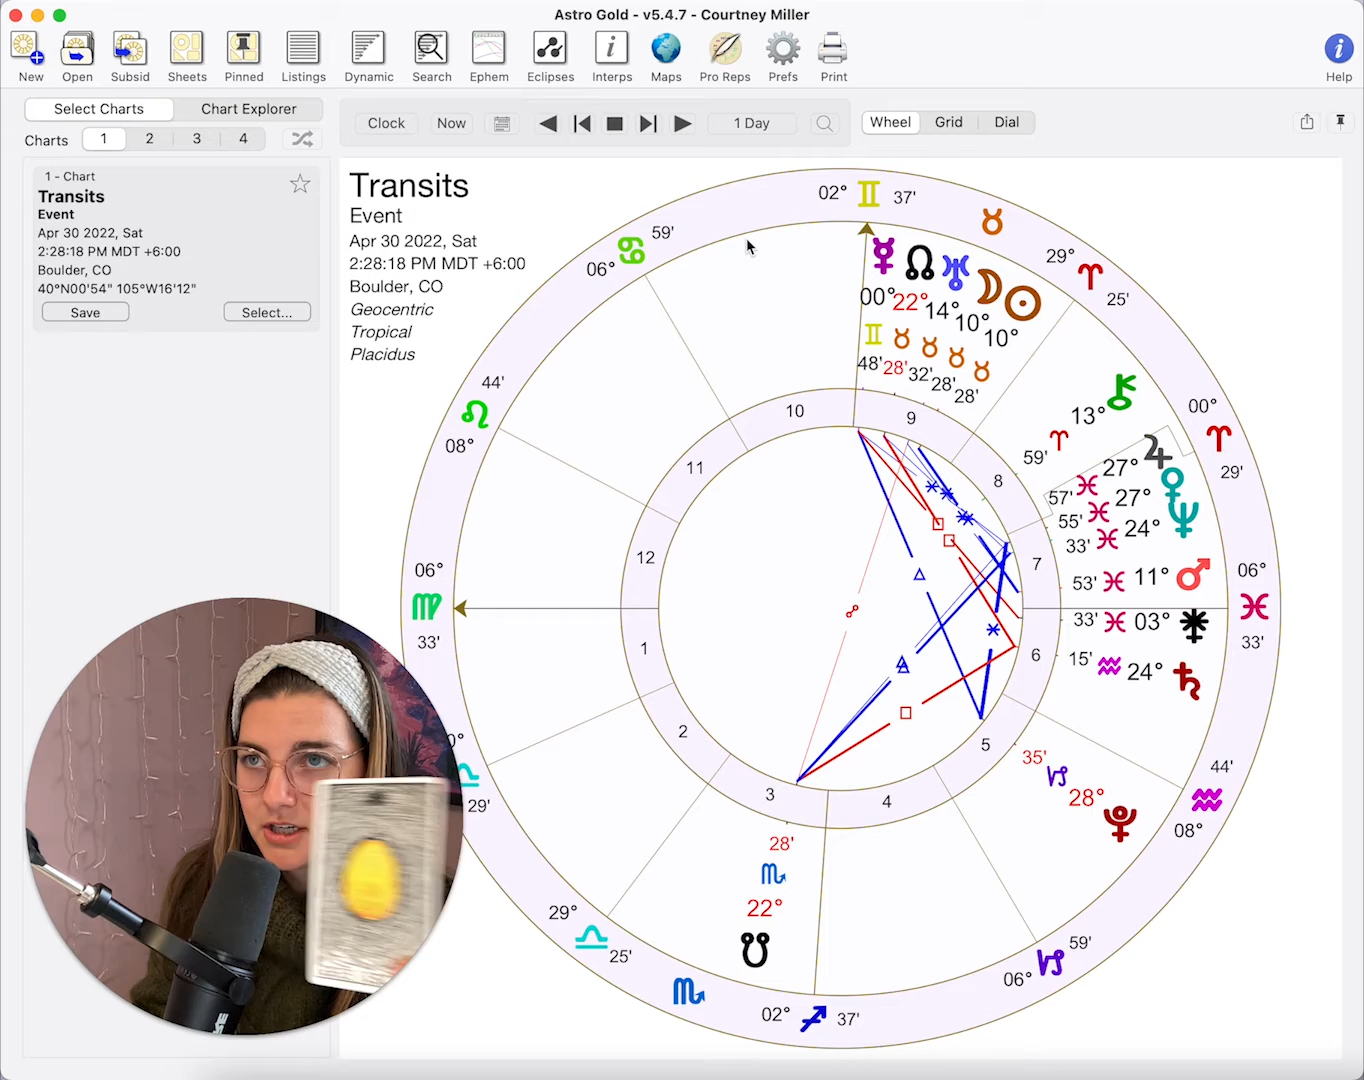 Astro Gold - v5.4.7 - Courtney Miller
New Open Subsid Sheets Pinned Listings Dynamic Search Ephem Eclipses Interps Maps Pro Reps Prefs Print Help
Select Charts Chart Explorer
Clock Now 1 Day Wheel Grid Dial
Charts 1 2 3 4
1 - Chart
Transits
Event
Apr 30 2022, Sat
2:28:18 PM MDT +6:00
Boulder, CO
40°N00'54" 105°W16'12"
Save Select...
Transits
Event
Apr 30 2022, Sat
2:28:18 PM MDT +6:00
Boulder, CO
Geocentric
Tropical
Placidus
02° ♊ 37'
♉
29° ♈ 25'
06° ♋ 59'
44' ♌ 08°
☿ ☊ ♅ ☽ ☉
00° 22° 14° 10° 10°
♊ ♉ ♉ ♉ ♉
48' 28' 32' 28' 28'
10 9
11 8
12 7
1 6
2 5
3 4
59' ♈ 13° ⚷
00° ♈ 29'
57' ♓ 27° ♃
55' ♓ 27° ♀
33' ♓ 24° ♆
53' ♓ 11° ♂
33' ♓ 03°
15' ♒ 24° ♄
06° ♍ 33'
06° ♓ 33'
♎ 29'
35' ♑ 28°
44' ♒ 08°
28' ♏ 22° ☋
29° ♎ 25'
♏
02° ♐ 37'
06° ♑ 59'